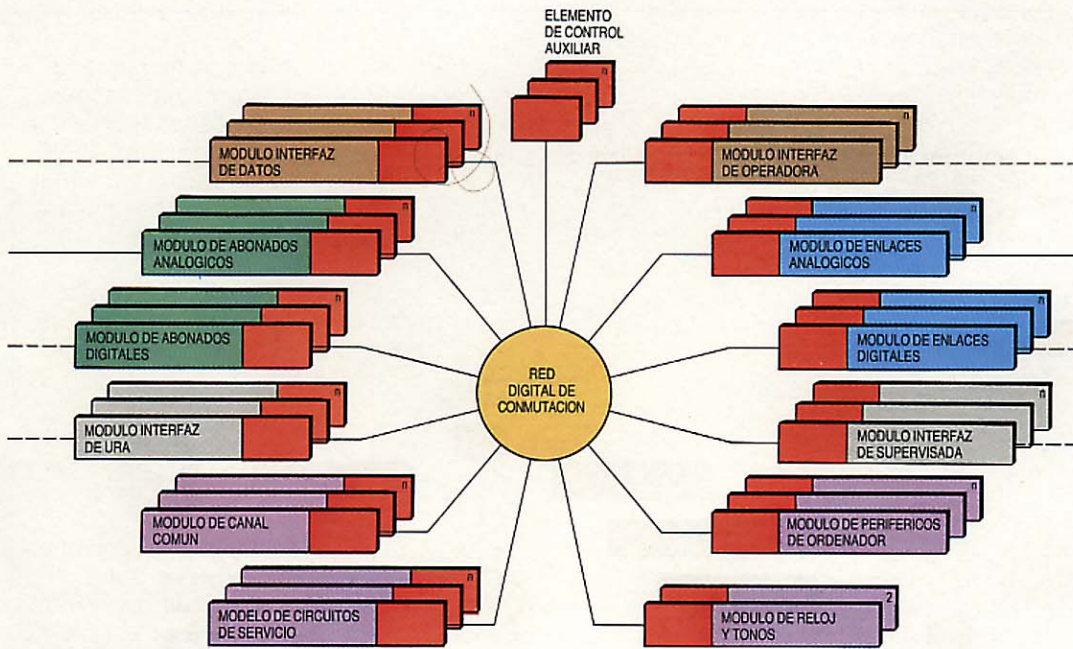 ELEMENTO
DE CONTROL
AUXILIAR
n
n
MODULO INTERFAZ
DE DATOS
n
MODULO INTERFAZ
DE OPERADORA
n
MODULO DE ABONADOS
ANALOGICOS
n
MODULO DE ENLACES
ANALOGICOS
n
MODULO DE ABONADOS
DIGITALES
n
MODULO DE ENLACES
DIGITALES
RED
DIGITAL DE
CONMUTACION
n
MODULO INTERFAZ
DE URA
n
MODULO INTERFAZ
DE SUPERVISADA
n
MODULO DE CANAL
COMUN
n
MODULO DE PERIFERICOS
DE ORDENADOR
n
MODELO DE CIRCUITOS
DE SERVICIO
2
MODULO DE RELOJ
Y TONOS